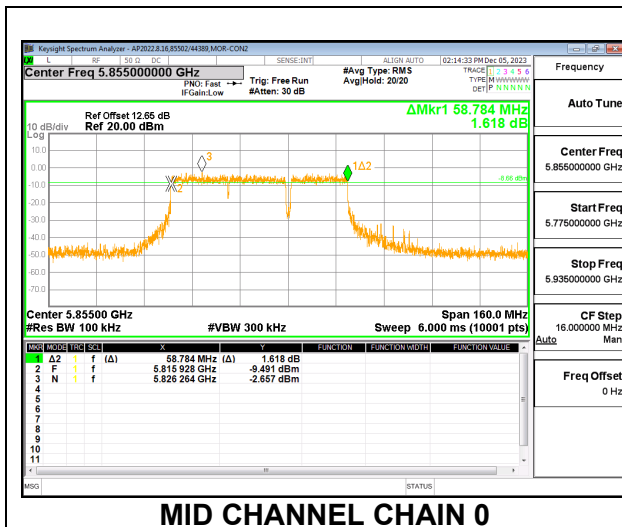 Keysight Spectrum Analyzer - AP2022.8.16,85502/44389,MOR-CON2
LXI L RF 50 Ω DC SENSE:INT ALIGN AUTO 02:14:33 PM Dec 05, 2023
Center Freq 5.855000000 GHz
PNO: Fast
IFGain:Low
Trig: Free Run
#Atten: 30 dB
#Avg Type: RMS
Avg|Hold: 20/20
TRACE 1 2 3 4 5 6
TYPE M WWWWW
DET P N N N N N
Ref Offset 12.65 dB
10 dB/div Ref 20.00 dBm
Log
ΔMkr1 58.784 MHz
1.618 dB
10.0
0.00
-10.0
-20.0
-30.0
-40.0
-50.0
-60.0
-70.0
3
1Δ2
2
Center 5.85500 GHz Span 160.0 MHz
#Res BW 100 kHz #VBW 300 kHz Sweep 6.000 ms (10001 pts)
MKR MODE TRC SCL X Y FUNCTION FUNCTION WIDTH FUNCTION VALUE
1 Δ2 1 f (Δ) 58.784 MHz (Δ) 1.618 dB
2 F 1 f 5.815 928 GHz -9.491 dBm
3 N 1 f 5.826 264 GHz -2.657 dBm
4
5
6
7
8
9
10
11
MSG STATUS
Frequency
Auto Tune
Center Freq
5.855000000 GHz
Start Freq
5.775000000 GHz
Stop Freq
5.935000000 GHz
CF Step
16.000000 MHz
Auto Man
Freq Offset
0 Hz
MID CHANNEL CHAIN 0